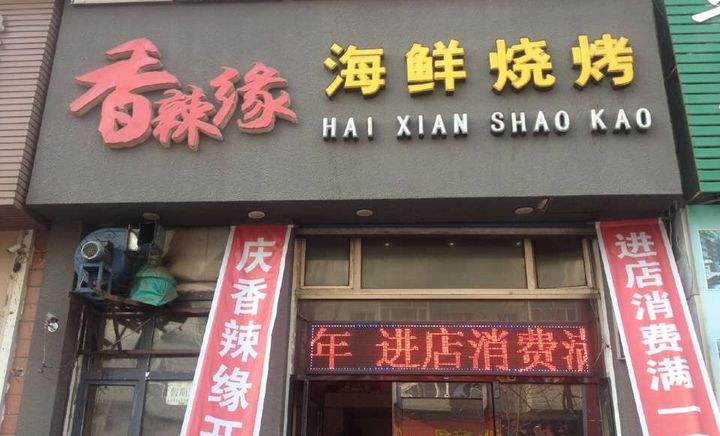 香辣缘
海鲜烧烤
HAI XIAN SHAO KAO
庆香辣缘开
进店消费满一
年 进店消费满